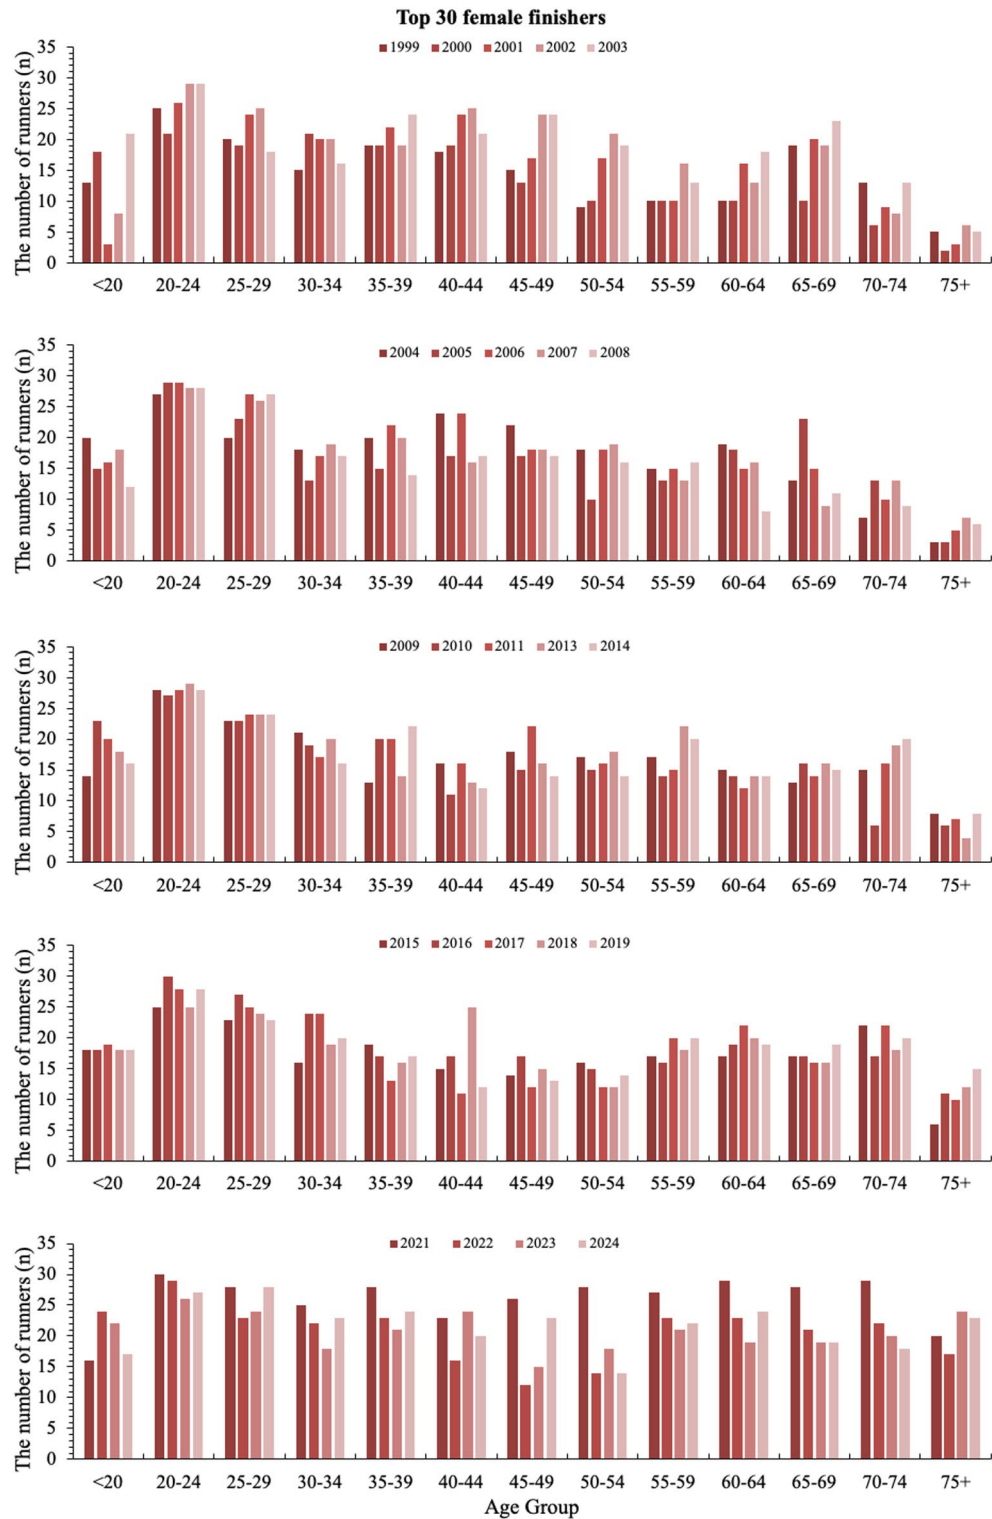 Top 30 female finishers
1999 2000 2001 2002 2003
The number of runners (n)
35
30
25
20
15
10
5
0
<20 20-24 25-29 30-34 35-39 40-44 45-49 50-54 55-59 60-64 65-69 70-74 75+
2004 2005 2006 2007 2008
The number of runners (n)
35
30
25
20
15
10
5
0
<20 20-24 25-29 30-34 35-39 40-44 45-49 50-54 55-59 60-64 65-69 70-74 75+
2009 2010 2011 2013 2014
The number of runners (n)
35
30
25
20
15
10
5
0
<20 20-24 25-29 30-34 35-39 40-44 45-49 50-54 55-59 60-64 65-69 70-74 75+
2015 2016 2017 2018 2019
The number of runners (n)
35
30
25
20
15
10
5
0
<20 20-24 25-29 30-34 35-39 40-44 45-49 50-54 55-59 60-64 65-69 70-74 75+
2021 2022 2023 2024
The number of runners (n)
35
30
25
20
15
10
5
0
<20 20-24 25-29 30-34 35-39 40-44 45-49 50-54 55-59 60-64 65-69 70-74 75+
Age Group